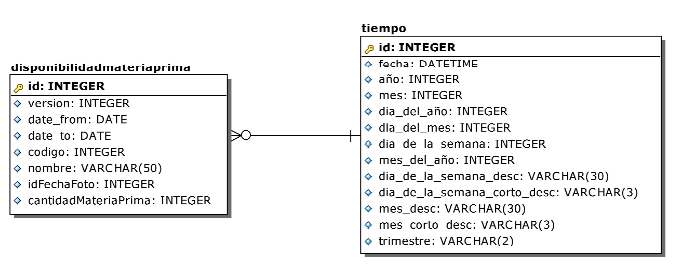 disponibilidadmateriaprima
id: INTEGER
version: INTEGER
date_from: DATE
date_to: DATE
codigo: INTEGER
nombre: VARCHAR(50)
idFechaFoto: INTEGER
cantidadMateriaPrima: INTEGER
tiempo
id: INTEGER
fecha: DATETIME
año: INTEGER
mes: INTEGER
dia_del_año: INTEGER
dia_del_mes: INTEGER
dia_de_la_semana: INTEGER
mes_del_año: INTEGER
dia_de_la_semana_desc: VARCHAR(30)
dia_de_la_semana_corto_desc: VARCHAR(3)
mes_desc: VARCHAR(30)
mes_corto_desc: VARCHAR(3)
trimestre: VARCHAR(2)